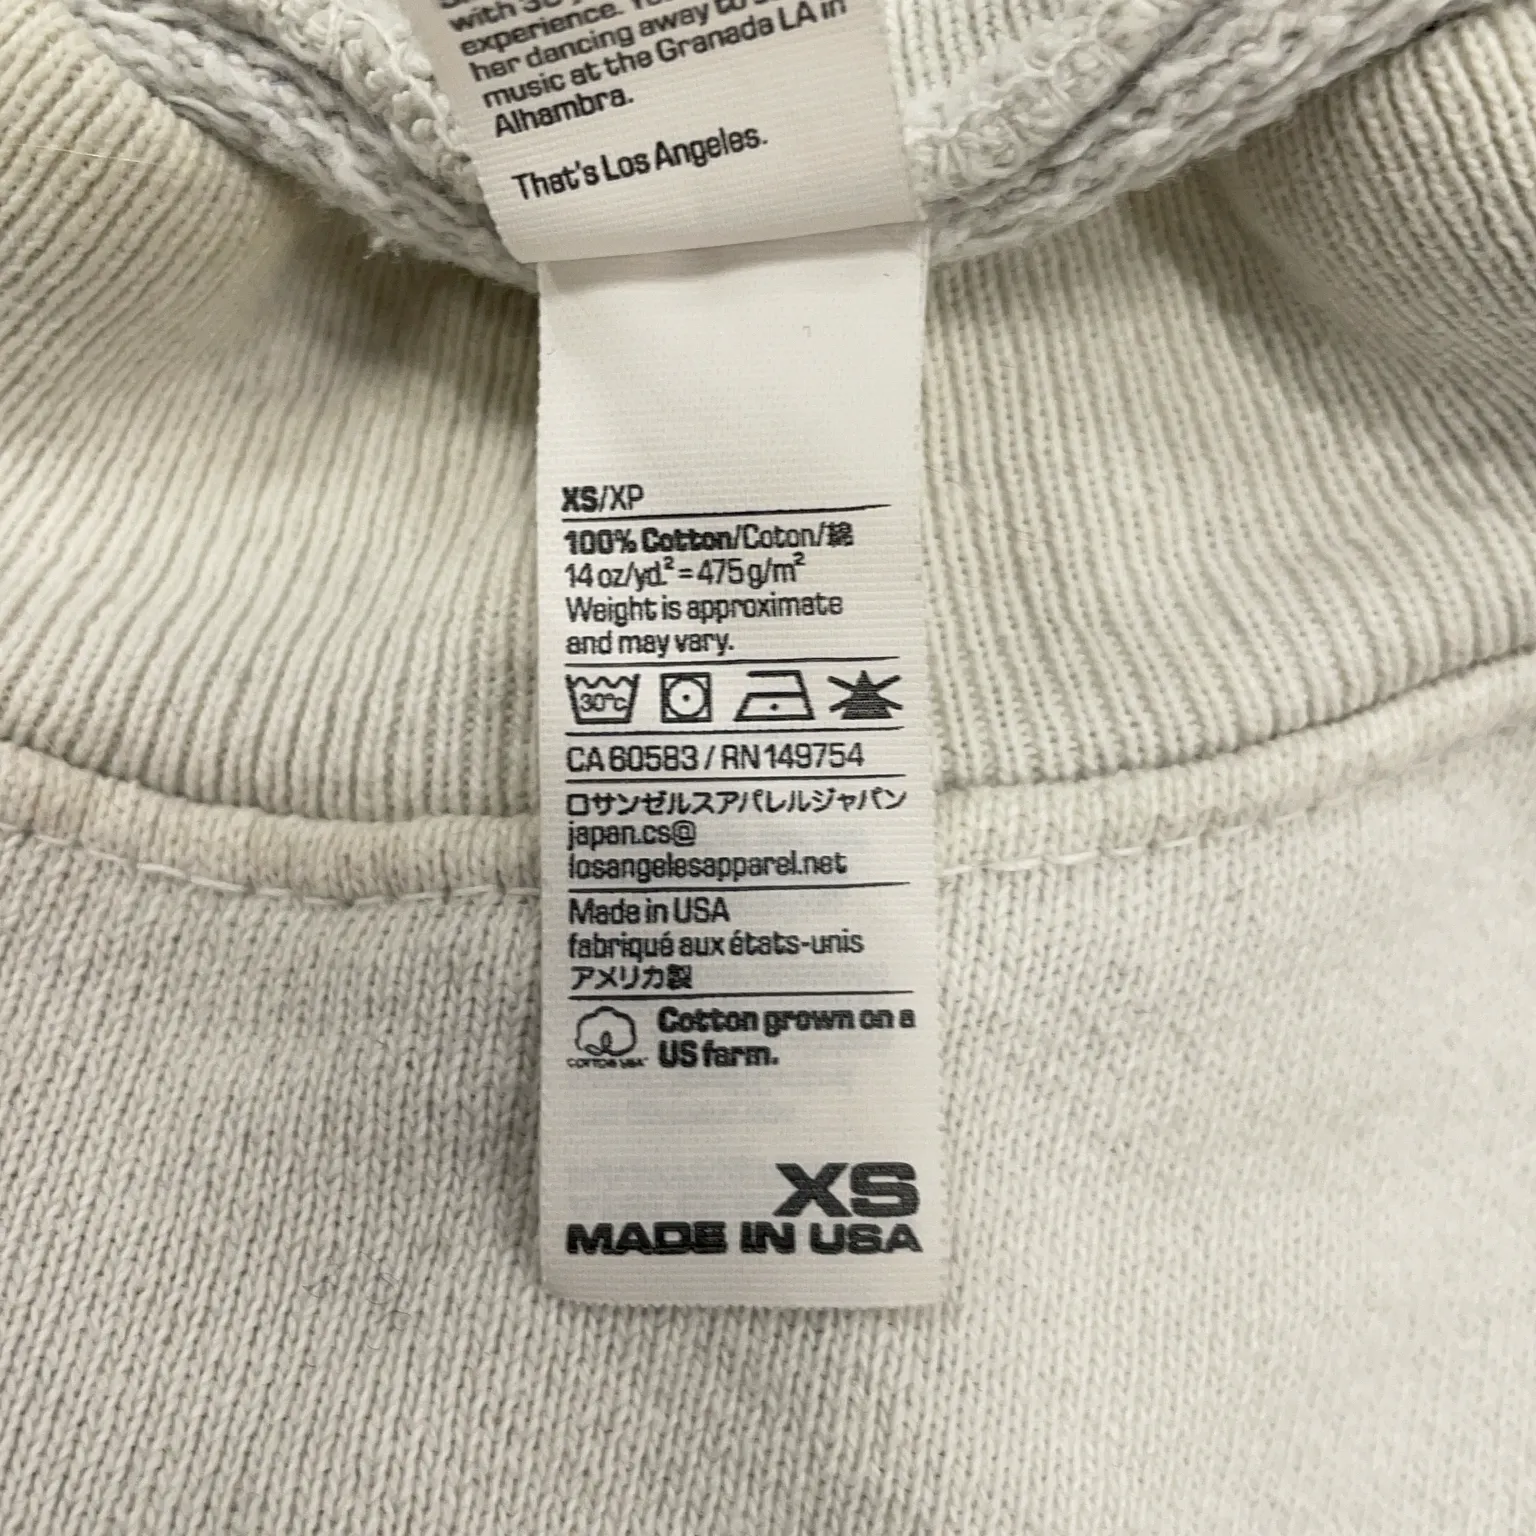 with
experience.
her dancing away to
music at the Granada LA in
Alhambra.
That's Los Angeles.
XS/XP
100% Cotton/Coton/綿
14 oz/yd.² = 475 g/m²
Weight is approximate
and may vary.
30°C
CA 60583 / RN 149754
ロサンゼルスアパレルジャパン
japan.cs@
losangelesapparel.net
Made in USA
fabriqué aux états-unis
アメリカ製
Cotton grown on a
US farm.
COTTON USA
XS
MADE IN USA